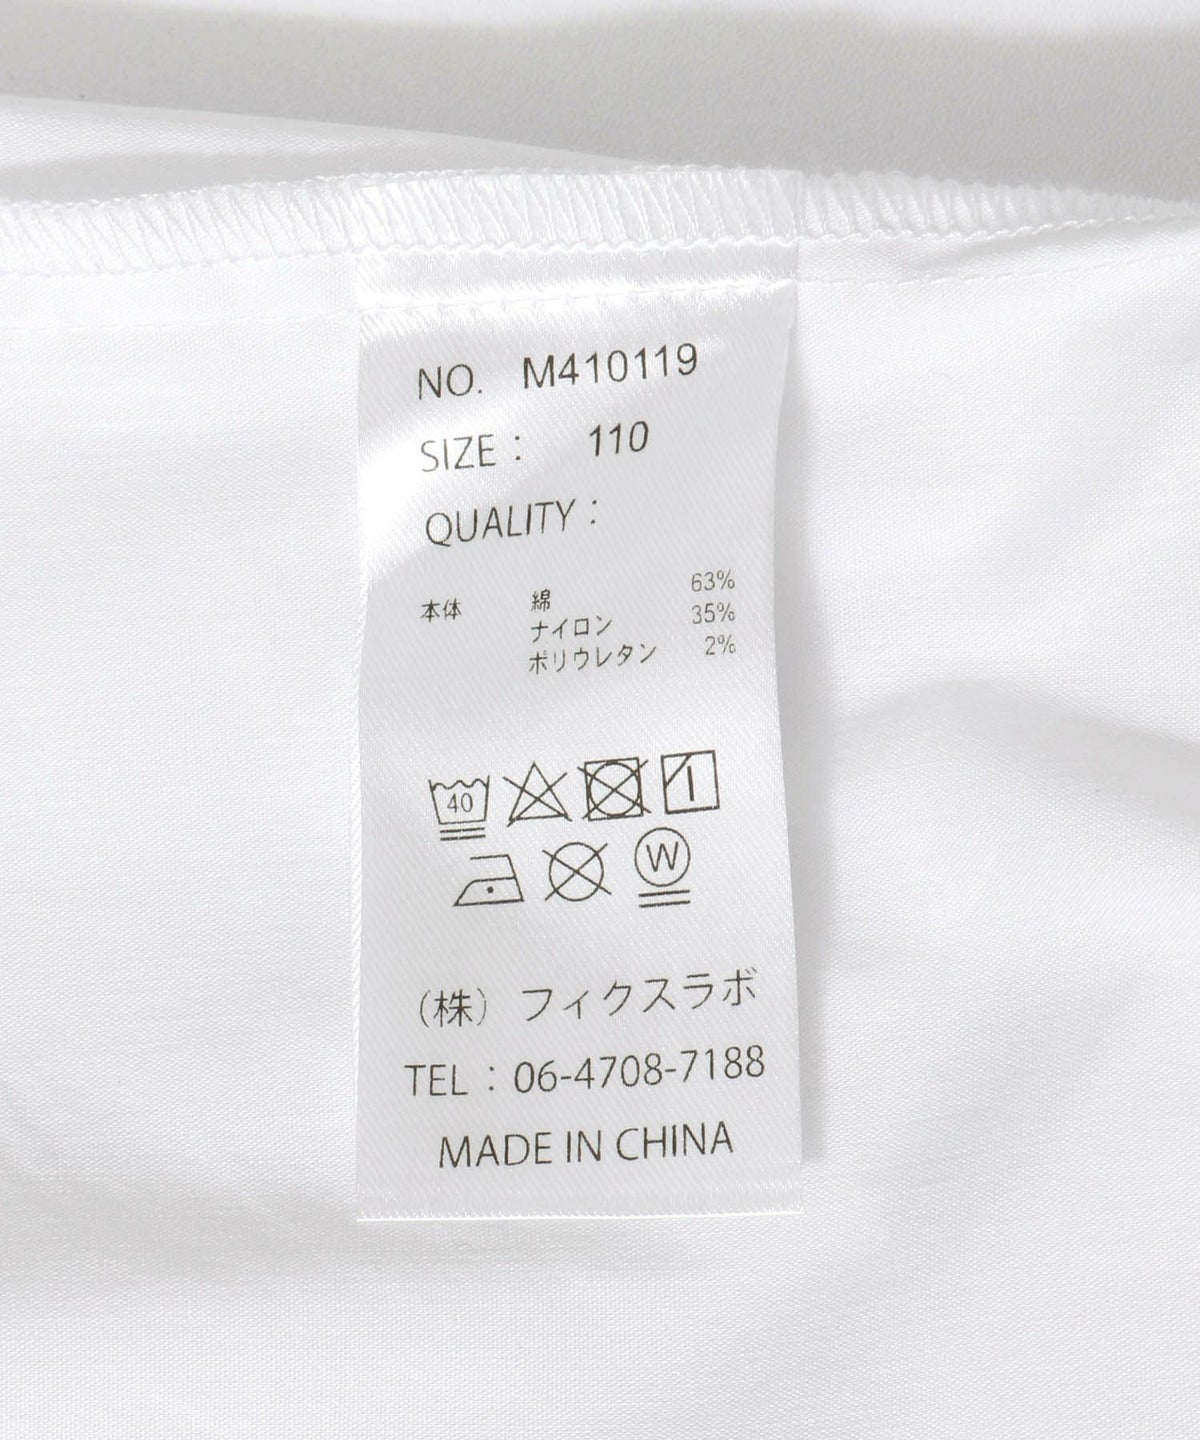 NO. M410119
SIZE : 110
QUALITY :
本体 綿 63%
ナイロン 35%
ポリウレタン 2%
40
W
(株) フィクスラボ
TEL : 06-4708-7188
MADE IN CHINA